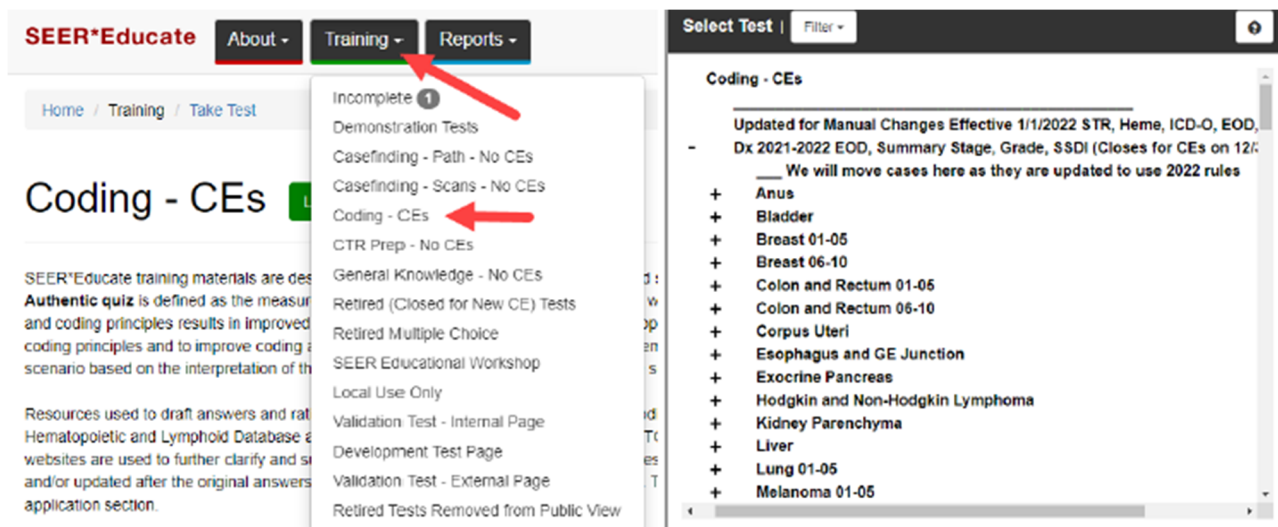 SEER*Educate
About
Training
Reports
Home / Training / Take Test
Coding - CEs
L
SEER*Educate training materials are des
Authentic quiz is defined as the measur
and coding principles results in improved
coding principles and to improve coding a
scenario based on the interpretation of th
Resources used to draft answers and rat
Hematopoietic and Lymphoid Database a
websites are used to further clarify and su
and/or updated after the original answers
application section.
Incomplete 1
Demonstration Tests
Casefinding - Path - No CEs
Casefinding - Scans - No CEs
Coding - CEs
CTR Prep - No CEs
General Knowledge - No CEs
Retired (Closed for New CE) Tests
Retired Multiple Choice
SEER Educational Workshop
Local Use Only
Validation Test - Internal Page
Development Test Page
Validation Test - External Page
Retired Tests Removed from Public View
Select Test | Filter
?
Coding - CEs
Updated for Manual Changes Effective 1/1/2022 STR, Heme, ICD-O, EOD,
- Dx 2021-2022 EOD, Summary Stage, Grade, SSDI (Closes for CEs on 12/
___ We will move cases here as they are updated to use 2022 rules
+ Anus
+ Bladder
+ Breast 01-05
+ Breast 06-10
+ Colon and Rectum 01-05
+ Colon and Rectum 06-10
+ Corpus Uteri
+ Esophagus and GE Junction
+ Exocrine Pancreas
+ Hodgkin and Non-Hodgkin Lymphoma
+ Kidney Parenchyma
+ Liver
+ Lung 01-05
+ Melanoma 01-05